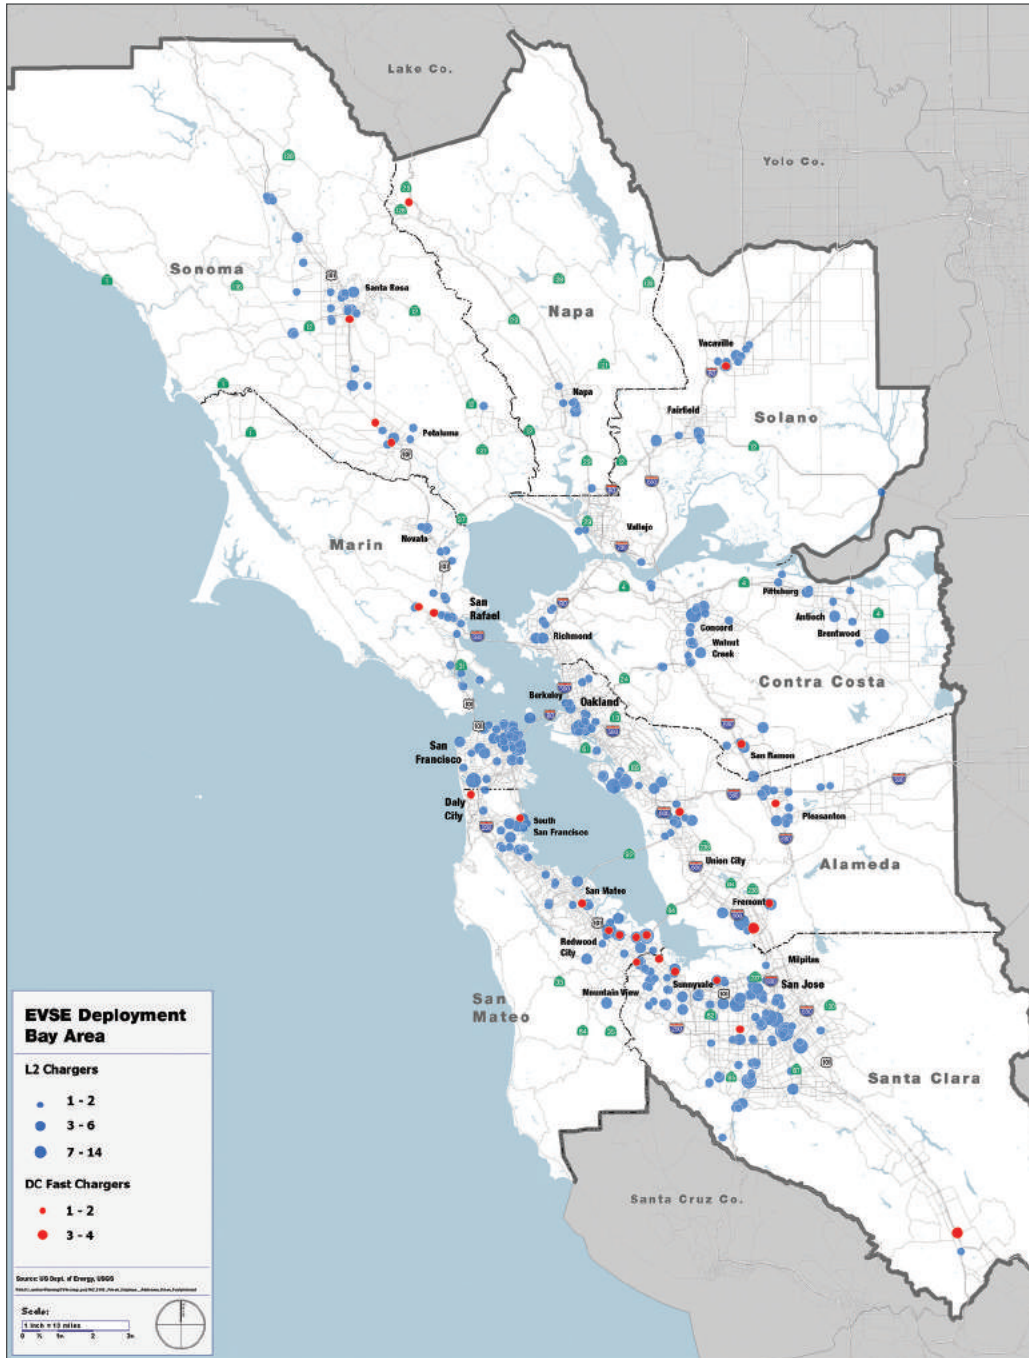 Lake Co.
Yolo Co.
Sonoma
Santa Rosa
Napa
Vacaville
Napa
Fairfield
Solano
Petaluma
Vallejo
Novato
Marin
San
Rafael
Pittsburg
Antioch
Brentwood
Concord
Walnut
Creek
Richmond
Contra Costa
Berkeley
Oakland
San Ramon
San
Francisco
Daly
City
South
San Francisco
Pleasanton
Union City
Alameda
San Mateo
Fremont
Redwood
City
Milpitas
Sunnyvale
San Jose
Mountain View
San
Mateo
Santa Clara
Santa Cruz Co.
EVSE Deployment
Bay Area
L2 Chargers
1 - 2
3 - 6
7 - 14
DC Fast Chargers
1 - 2
3 - 4
Source: US Dept. of Energy, USGS
Scale:
1 inch = 13 miles